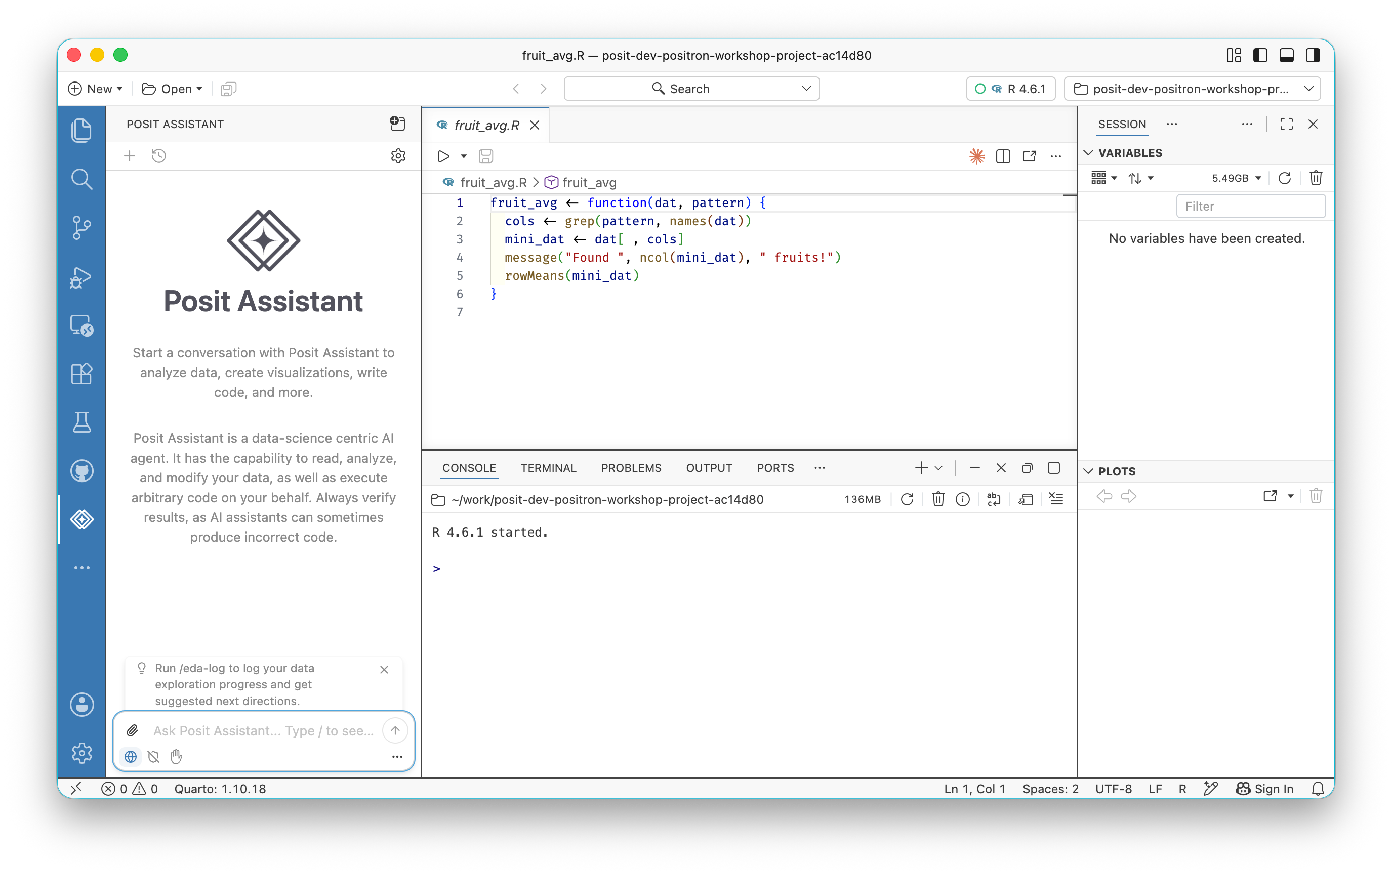 fruit_avg.R — posit-dev-positron-workshop-project-ac14d80
New
Open
Search
R 4.6.1
posit-dev-positron-workshop-pr...
POSIT ASSISTANT
Posit Assistant
Start a conversation with Posit Assistant to
analyze data, create visualizations, write
code, and more.
Posit Assistant is a data-science centric AI
agent. It has the capability to read, analyze,
and modify your data, as well as execute
arbitrary code on your behalf. Always verify
results, as AI assistants can sometimes
produce incorrect code.
Run /eda-log to log your data
exploration progress and get
suggested next directions.
Ask Posit Assistant... Type / to see...
fruit_avg.R
fruit_avg.R > fruit_avg
1 fruit_avg <- function(dat, pattern) {
2 cols <- grep(pattern, names(dat))
3 mini_dat <- dat[ , cols]
4 message("Found ", ncol(mini_dat), " fruits!")
5 rowMeans(mini_dat)
6 }
7
CONSOLE TERMINAL PROBLEMS OUTPUT PORTS
~/work/posit-dev-positron-workshop-project-ac14d80
136MB
R 4.6.1 started.
>
SESSION
VARIABLES
5.49GB
Filter
No variables have been created.
PLOTS
0 0 Quarto: 1.10.18
Ln 1, Col 1 Spaces: 2 UTF-8 LF R Sign In